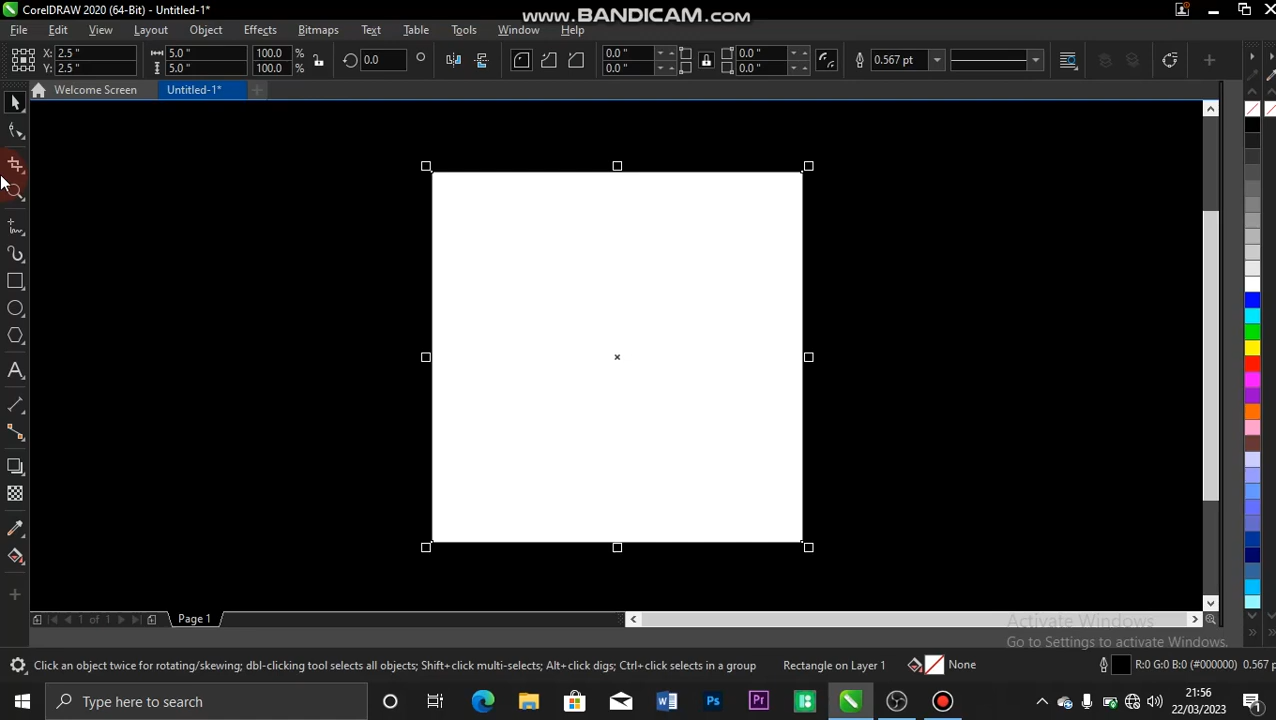 CorelDRAW 2020 (64-Bit) - Untitled-1*
www.BANDICAM.com
File Edit View Layout Object Effects Bitmaps Text Table Tools Window Help
X: 2.5 " 5.0 " 100.0 % 0.0 0.0 " 0.0 " 0.567 pt
Y: 2.5 " 5.0 " 100.0 % 0.0 " 0.0 "
Welcome Screen Untitled-1*
1 of 1 Page 1
Activate Windows
Go to Settings to activate Windows.
Click an object twice for rotating/skewing; dbl-clicking tool selects all objects; Shift+click multi-selects; Alt+click digs; Ctrl+click selects in a group Rectangle on Layer 1 None R:0 G:0 B:0 (#000000) 0.567 pt
Type here to search
21:56
22/03/2023